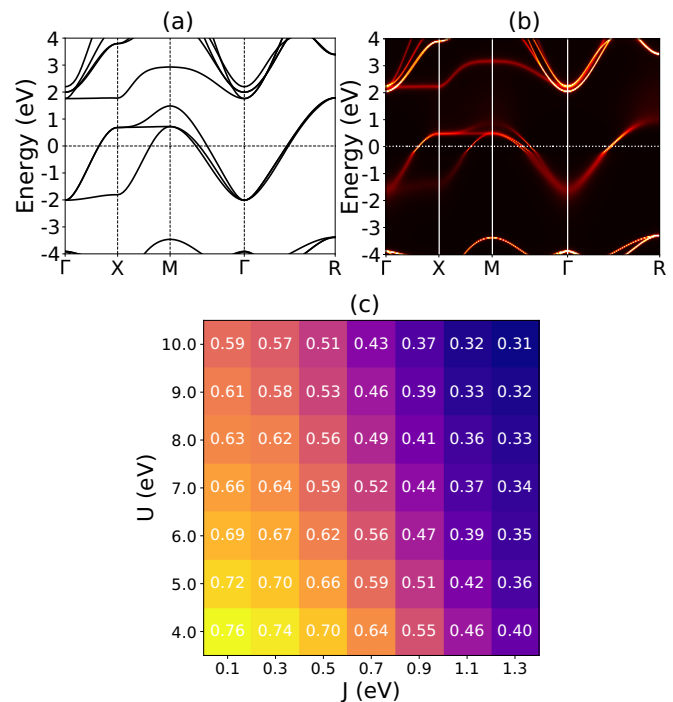 (a)
(b)
Energy (eV)
4
3
2
1
0
-1
-2
-3
-4
Γ X M Γ R
Energy (eV)
4
3
2
1
0
-1
-2
-3
-4
Γ X M Γ R
(c)
U (eV)
10.0 0.59 0.57 0.51 0.43 0.37 0.32 0.31
9.0 0.61 0.58 0.53 0.46 0.39 0.33 0.32
8.0 0.63 0.62 0.56 0.49 0.41 0.36 0.33
7.0 0.66 0.64 0.59 0.52 0.44 0.37 0.34
6.0 0.69 0.67 0.62 0.56 0.47 0.39 0.35
5.0 0.72 0.70 0.66 0.59 0.51 0.42 0.36
4.0 0.76 0.74 0.70 0.64 0.55 0.46 0.40
0.1 0.3 0.5 0.7 0.9 1.1 1.3
J (eV)